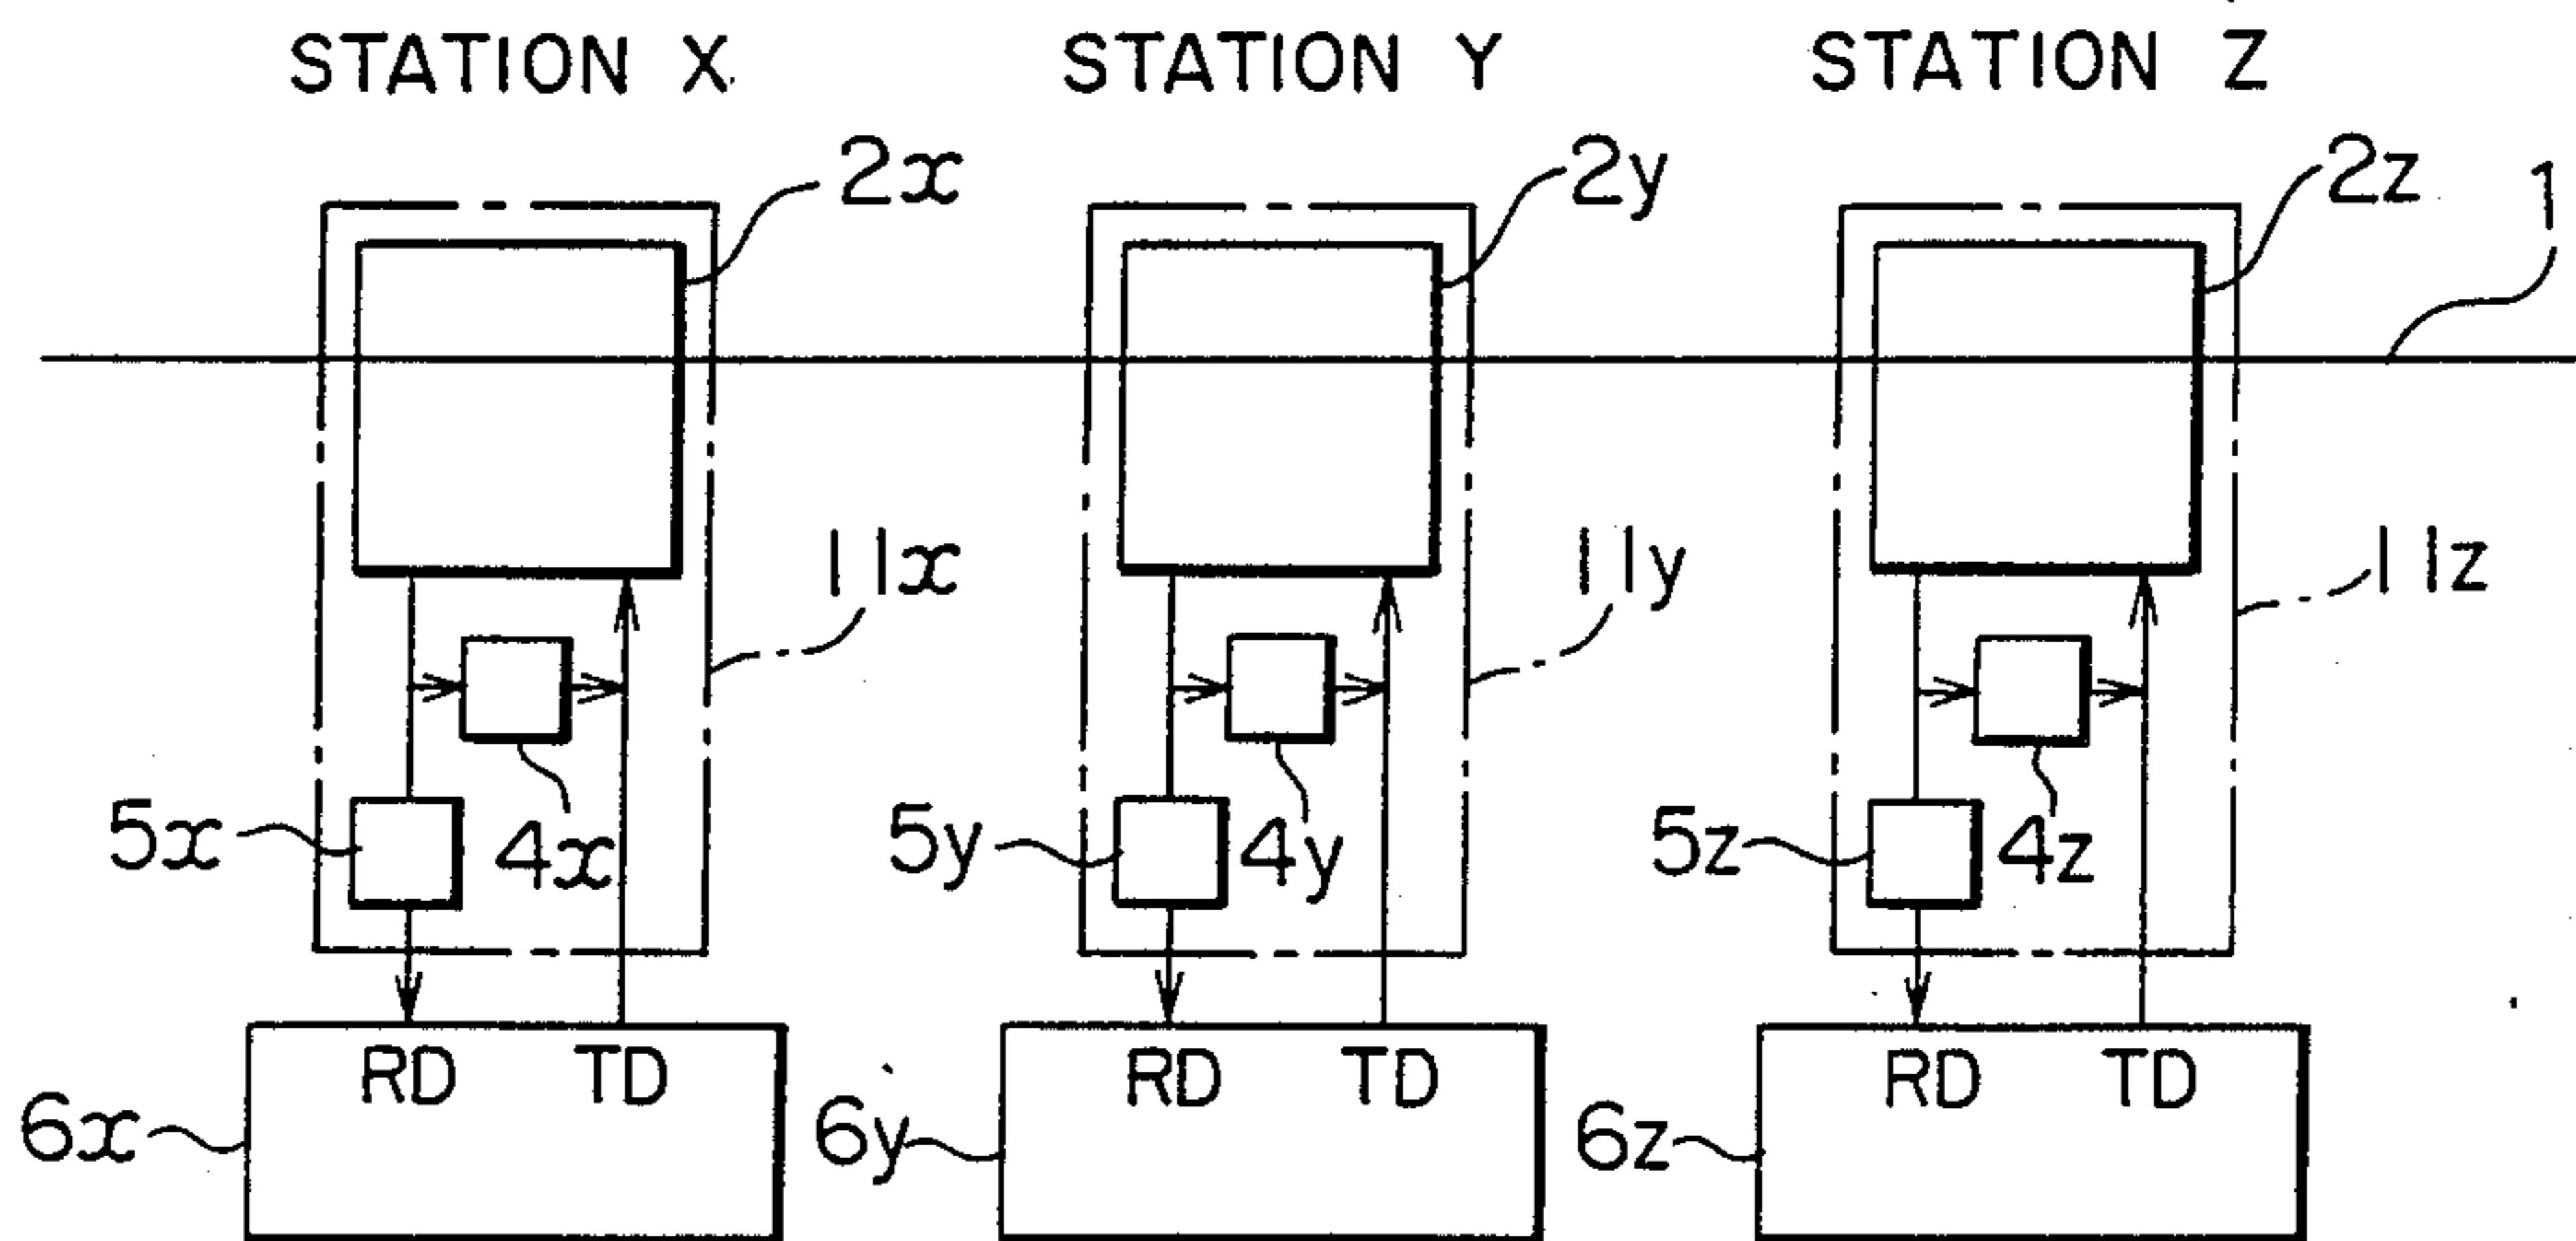 STATION X STATION Y STATION Z
2x 2y 2z 1
11x 11y 11z
5x 4x 5y 4y 5z 4z
RD TD RD TD RD TD
6x 6y 6z